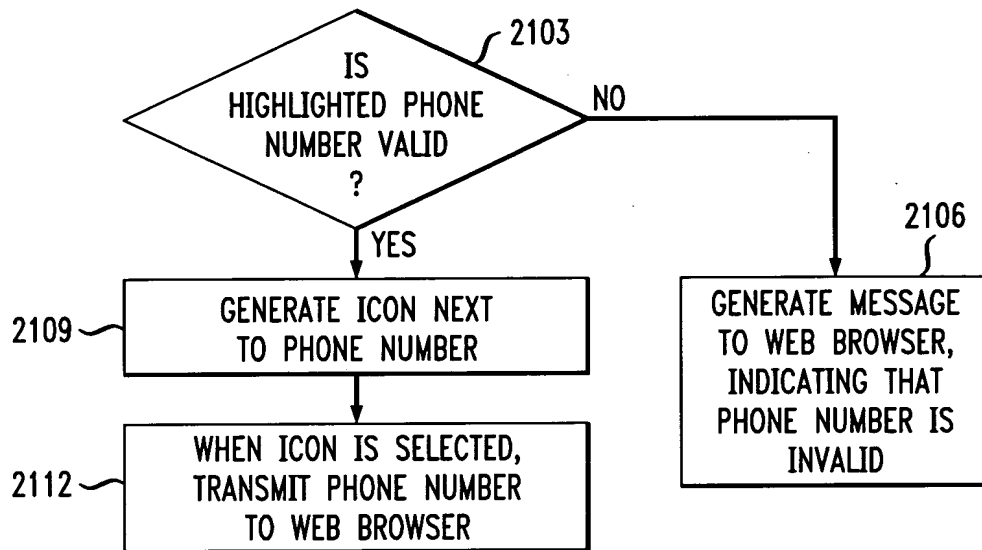 2103
IS
HIGHLIGHTED PHONE
NUMBER VALID
?
NO
YES
2106
2109
GENERATE ICON NEXT
TO PHONE NUMBER
GENERATE MESSAGE
TO WEB BROWSER,
INDICATING THAT
PHONE NUMBER IS
INVALID
2112
WHEN ICON IS SELECTED,
TRANSMIT PHONE NUMBER
TO WEB BROWSER